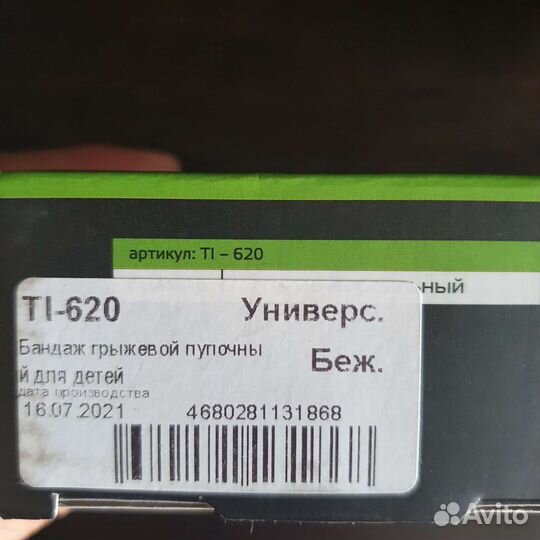 артикул: TI – 620
ный
TI-620
Универс.
Бандаж грыжевой пупочны
й для детей
Беж.
дата производства
16.07.2021
4680281131868
Avito